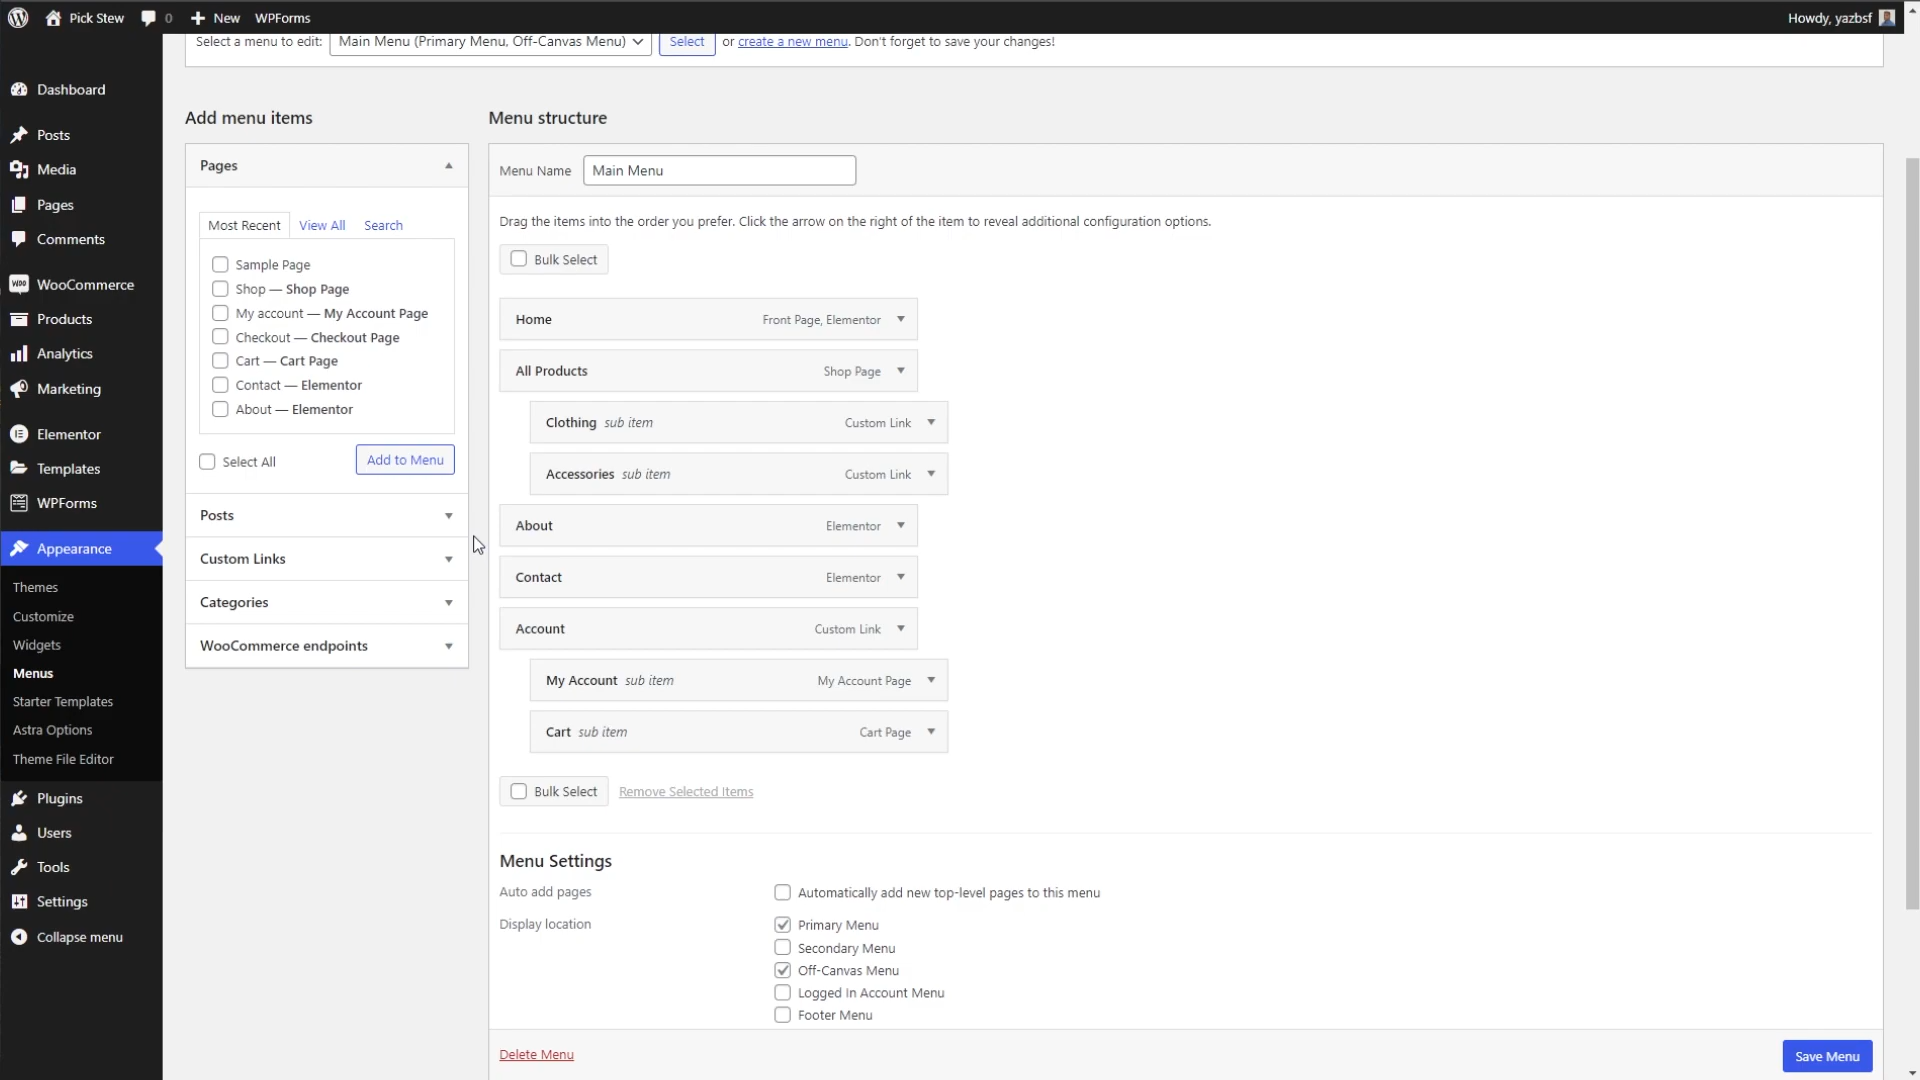 Pick Stew 0 New WPForms Howdy, yazbsf
Select a menu to edit: Main Menu (Primary Menu, Off-Canvas Menu) Select or create a new menu. Don't forget to save your changes!
Dashboard
Posts
Media
Pages
Comments
WooCommerce
Products
Analytics
Marketing
Elementor
Templates
WPForms
Appearance
Themes
Customize
Widgets
Menus
Starter Templates
Astra Options
Theme File Editor
Plugins
Users
Tools
Settings
Collapse menu
Add menu items
Pages
Most Recent View All Search
Sample Page
Shop — Shop Page
My account — My Account Page
Checkout — Checkout Page
Cart — Cart Page
Contact — Elementor
About — Elementor
Select All Add to Menu
Posts
Custom Links
Categories
WooCommerce endpoints
Menu structure
Menu Name Main Menu
Drag the items into the order you prefer. Click the arrow on the right of the item to reveal additional configuration options.
Bulk Select
Home Front Page, Elementor
All Products Shop Page
Clothing sub item Custom Link
Accessories sub item Custom Link
About Elementor
Contact Elementor
Account Custom Link
My Account sub item My Account Page
Cart sub item Cart Page
Bulk Select Remove Selected Items
Menu Settings
Auto add pages Automatically add new top-level pages to this menu
Display location Primary Menu
Secondary Menu
Off-Canvas Menu
Logged In Account Menu
Footer Menu
Delete Menu Save Menu